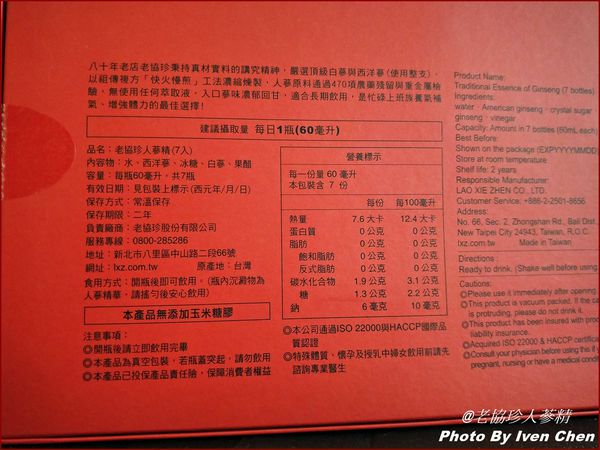 八十年老店老協珍秉持真材實料的講究精神，嚴選頂級白蔘與西洋蔘(使用整支)，
以祖傳複方「快火慢煎」工法濃縮煉製，人蔘原料通過470項農藥殘留與重金屬檢
驗，無使用任何萃取液，入口蔘味濃郁回甘，適合長期飲用，是忙碌上班族養氣補
氣、增強體力的最佳選擇!
建議攝取量 每日1瓶(60毫升)
品名：老協珍人蔘精(7入)
內容物：水、西洋蔘、冰糖、白蔘、果醋
容量：每瓶60毫升，共7瓶
有效日期：見包裝上標示(西元年/月/日)
保存方式：常溫保存
保存期限：二年
負責廠商：老協珍股份有限公司
服務專線：0800-285286
地址：新北市八里區中山路二段66號
網址：lxz.com.tw 原產地：台灣
食用方式：開瓶後即可飲用。(瓶內沉澱物為
人蔘精華，請搖勻後安心飲用)
本產品無添加玉米糖膠
注意事項：
◎開瓶後請立即飲用完畢
◎本產品為真空包裝，若瓶蓋突起，請勿飲用
◎本產品已投保產品責任險，保障消費者權益
營養標示
每一份量 60 毫升
本包裝含 7 份
每份 每100毫升
熱量 7.6 大卡 12.4 大卡
蛋白質 0 公克 0 公克
脂肪 0 公克 0 公克
飽和脂肪 0 公克 0 公克
反式脂肪 0 公克 0 公克
碳水化合物 1.9 公克 3.1 公克
糖 1.3 公克 2.2 公克
鈉 6 毫克 10 毫克
◎本公司通過ISO 22000與HACCP國際品
質認證
◎特殊體質、懷孕及授乳中婦女飲用前請先
諮詢專業醫生
Product Name:
Traditional Essence of Ginseng (7 bottles)
Ingredients:
water、American ginseng、crystal sugar、
ginseng、vinegar
Capacity: Amount in 7 bottles (60mL each)
Best Before:
Shown on the package (EXP/YYYY/MM/DD)
Store at room temperature
Shelf life: 2 years
Responsible Manufacturer:
LAO XIE ZHEN CO., LTD.
Customer Service: +886-2-2501-8656
Address:
No. 66, Sec. 2, Zhongshan Rd., Bali Dist.,
New Taipei City 24943, Taiwan, R.O.C.
lxz.com.tw Made in Taiwan
Directions :
Ready to drink. (Shake well before using
Cautions:
◎Please use it immediately after opening.
◎This product is vacuum packed. If the ca
is protruding, please do not drink it.
◎This product has been insured with produ
liability insurance.
◎Acquired ISO 22000 & HACCP certifica
◎Consult your physician before using this if y
pregnant, nursing or have a medical condi
@老協珍人蔘精
Photo By Iven Chen